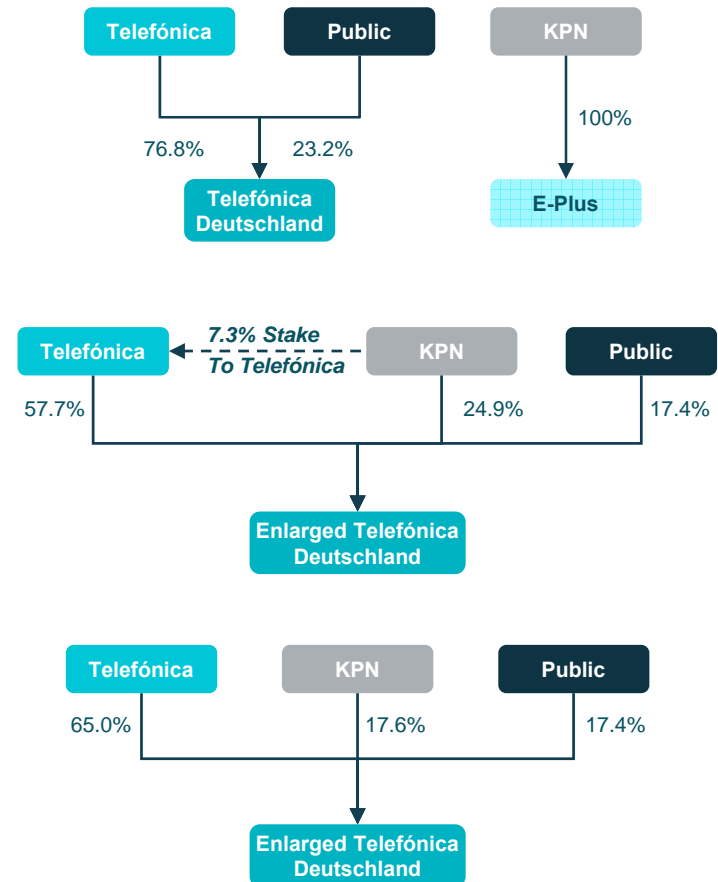 Telefónica
Public
KPN
76.8%
23.2%
100%
Telefónica
Deutschland
E-Plus
7.3% Stake
To Telefónica
Telefónica
KPN
Public
57.7%
24.9%
17.4%
Enlarged Telefónica
Deutschland
Telefónica
KPN
Public
65.0%
17.6%
17.4%
Enlarged Telefónica
Deutschland